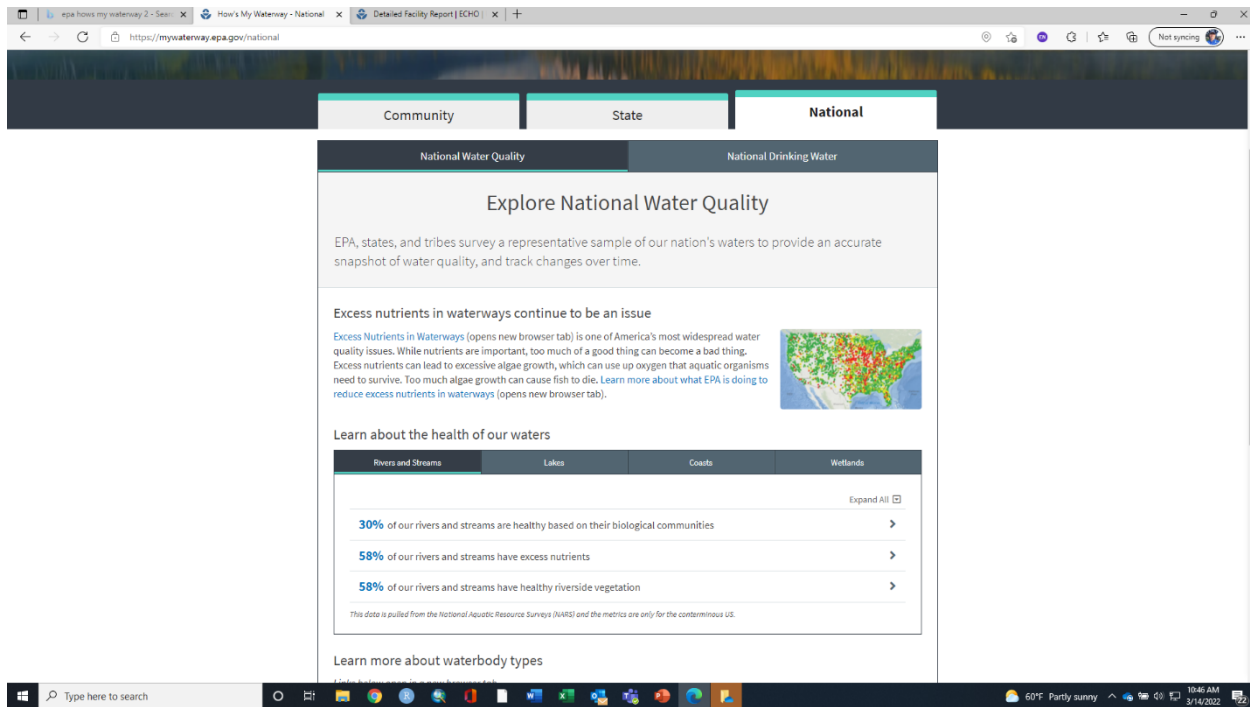 epa hows my waterway 2 - Sear
How's My Waterway - National
Detailed Facility Report | ECHO |
https://mywaterway.epa.gov/national
Not syncing
Community
State
National
National Water Quality
National Drinking Water
Explore National Water Quality
EPA, states, and tribes survey a representative sample of our nation's waters to provide an accurate
snapshot of water quality, and track changes over time.
Excess nutrients in waterways continue to be an issue
Excess Nutrients in Waterways (opens new browser tab) is one of America's most widespread water
quality issues. While nutrients are important, too much of a good thing can become a bad thing.
Excess nutrients can lead to excessive algae growth, which can use up oxygen that aquatic organisms
need to survive. Too much algae growth can cause fish to die. Learn more about what EPA is doing to
reduce excess nutrients in waterways (opens new browser tab).
Learn about the health of our waters
Rivers and Streams
Lakes
Coasts
Wetlands
Expand All
30% of our rivers and streams are healthy based on their biological communities
58% of our rivers and streams have excess nutrients
58% of our rivers and streams have healthy riverside vegetation
This data is pulled from the National Aquatic Resource Surveys (NARS) and the metrics are only for the conterminous US.
Learn more about waterbody types
Links below open in a new browser tab
Type here to search
60°F Partly sunny
10:46 AM
3/14/2022
22